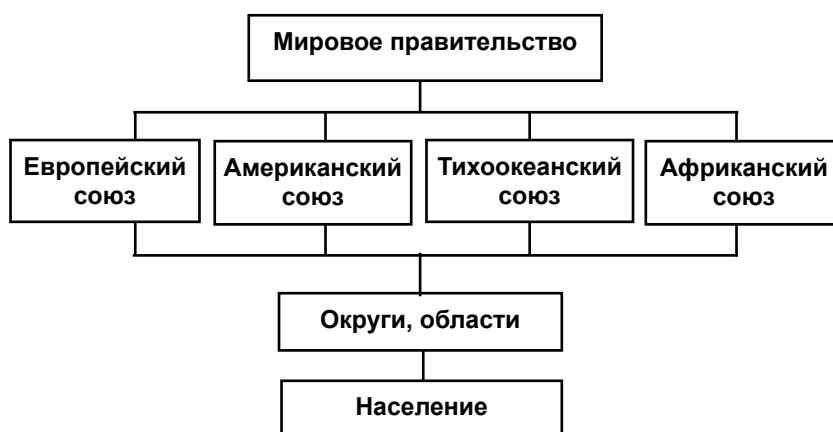 Мировое правительство
Европейский
союз
Американский
союз
Тихоокеанский
союз
Африканский
союз
Округи, области
Население